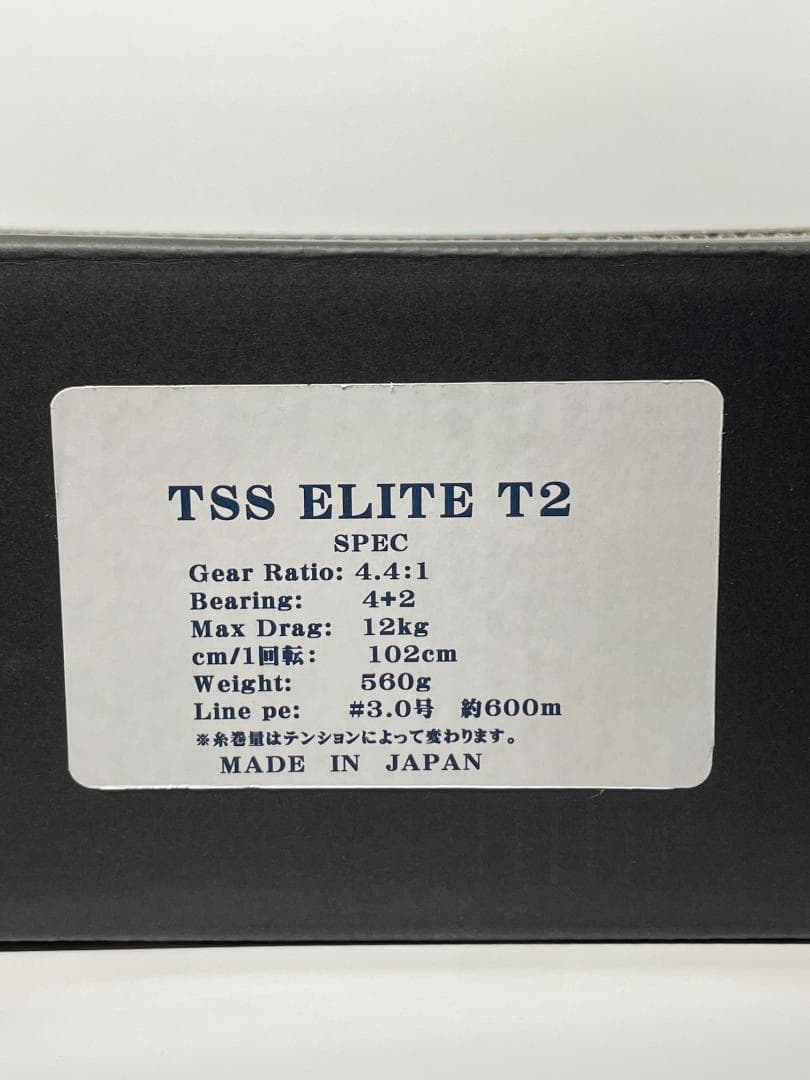 TSS ELITE T2
SPEC
Gear Ratio: 4.4:1
Bearing: 4+2
Max Drag: 12kg
cm/1回転: 102cm
Weight: 560g
Line pe: #3.0号 約600m
※糸巻量はテンションによって変わります。
MADE IN JAPAN